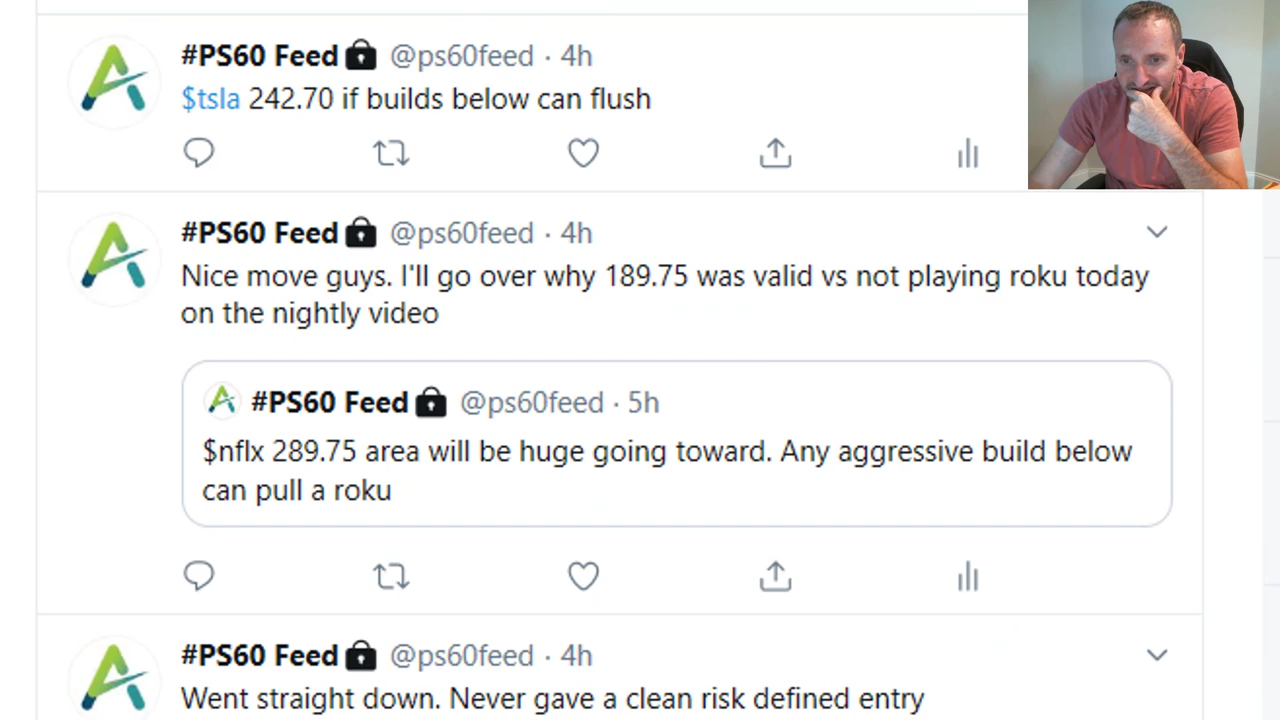 #PS60 Feed @ps60feed · 4h
$tsla 242.70 if builds below can flush
#PS60 Feed @ps60feed · 4h
Nice move guys. I'll go over why 189.75 was valid vs not playing roku today
on the nightly video
#PS60 Feed @ps60feed · 5h
$nflx 289.75 area will be huge going toward. Any aggressive build below
can pull a roku
#PS60 Feed @ps60feed · 4h
Went straight down. Never gave a clean risk defined entry